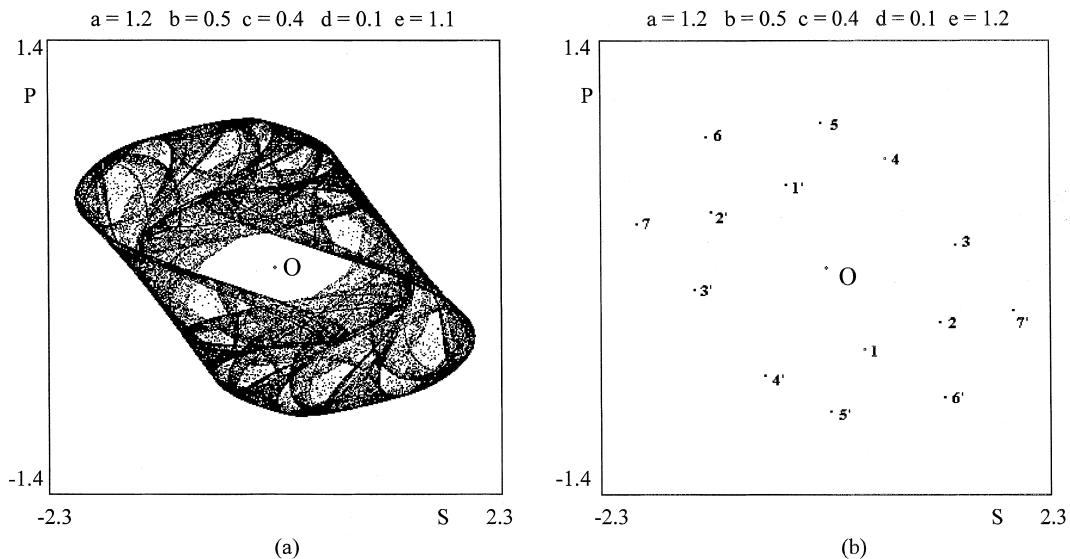 a = 1.2 b = 0.5 c = 0.4 d = 0.1 e = 1.1
1.4
P
O
-1.4
-2.3 S 2.3
(a)
a = 1.2 b = 0.5 c = 0.4 d = 0.1 e = 1.2
1.4
P
5
6
4
1'
2'
7
3
O
3'
2
7'
1
4'
6'
5'
-1.4
-2.3 S 2.3
(b)